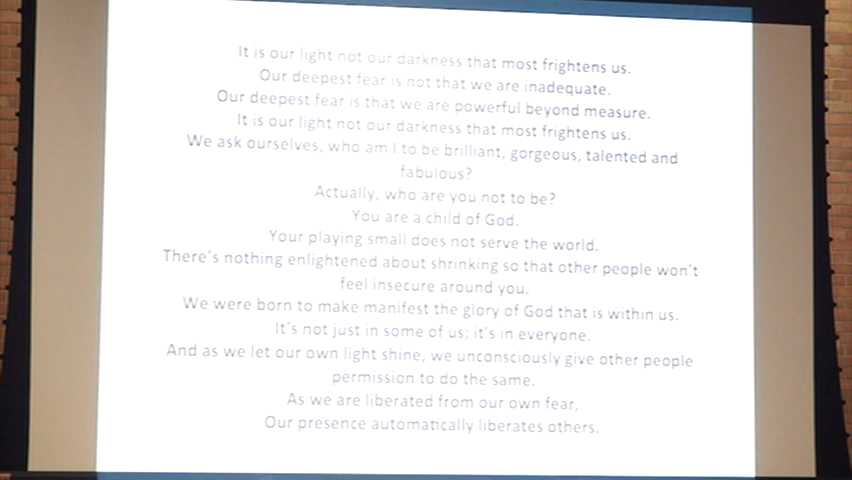 It is our light not our darkness that most frightens us.
Our deepest fear is not that we are inadequate.
Our deepest fear is that we are powerful beyond measure.
It is our light not our darkness that most frightens us.
We ask ourselves, who am I to be brilliant, gorgeous, talented and
fabulous?
Actually, who are you not to be?
You are a child of God.
Your playing small does not serve the world.
There's nothing enlightened about shrinking so that other people won't
feel insecure around you.
We were born to make manifest the glory of God that is within us.
It's not just in some of us; it's in everyone.
And as we let our own light shine, we unconsciously give other people
permission to do the same.
As we are liberated from our own fear,
Our presence automatically liberates others.